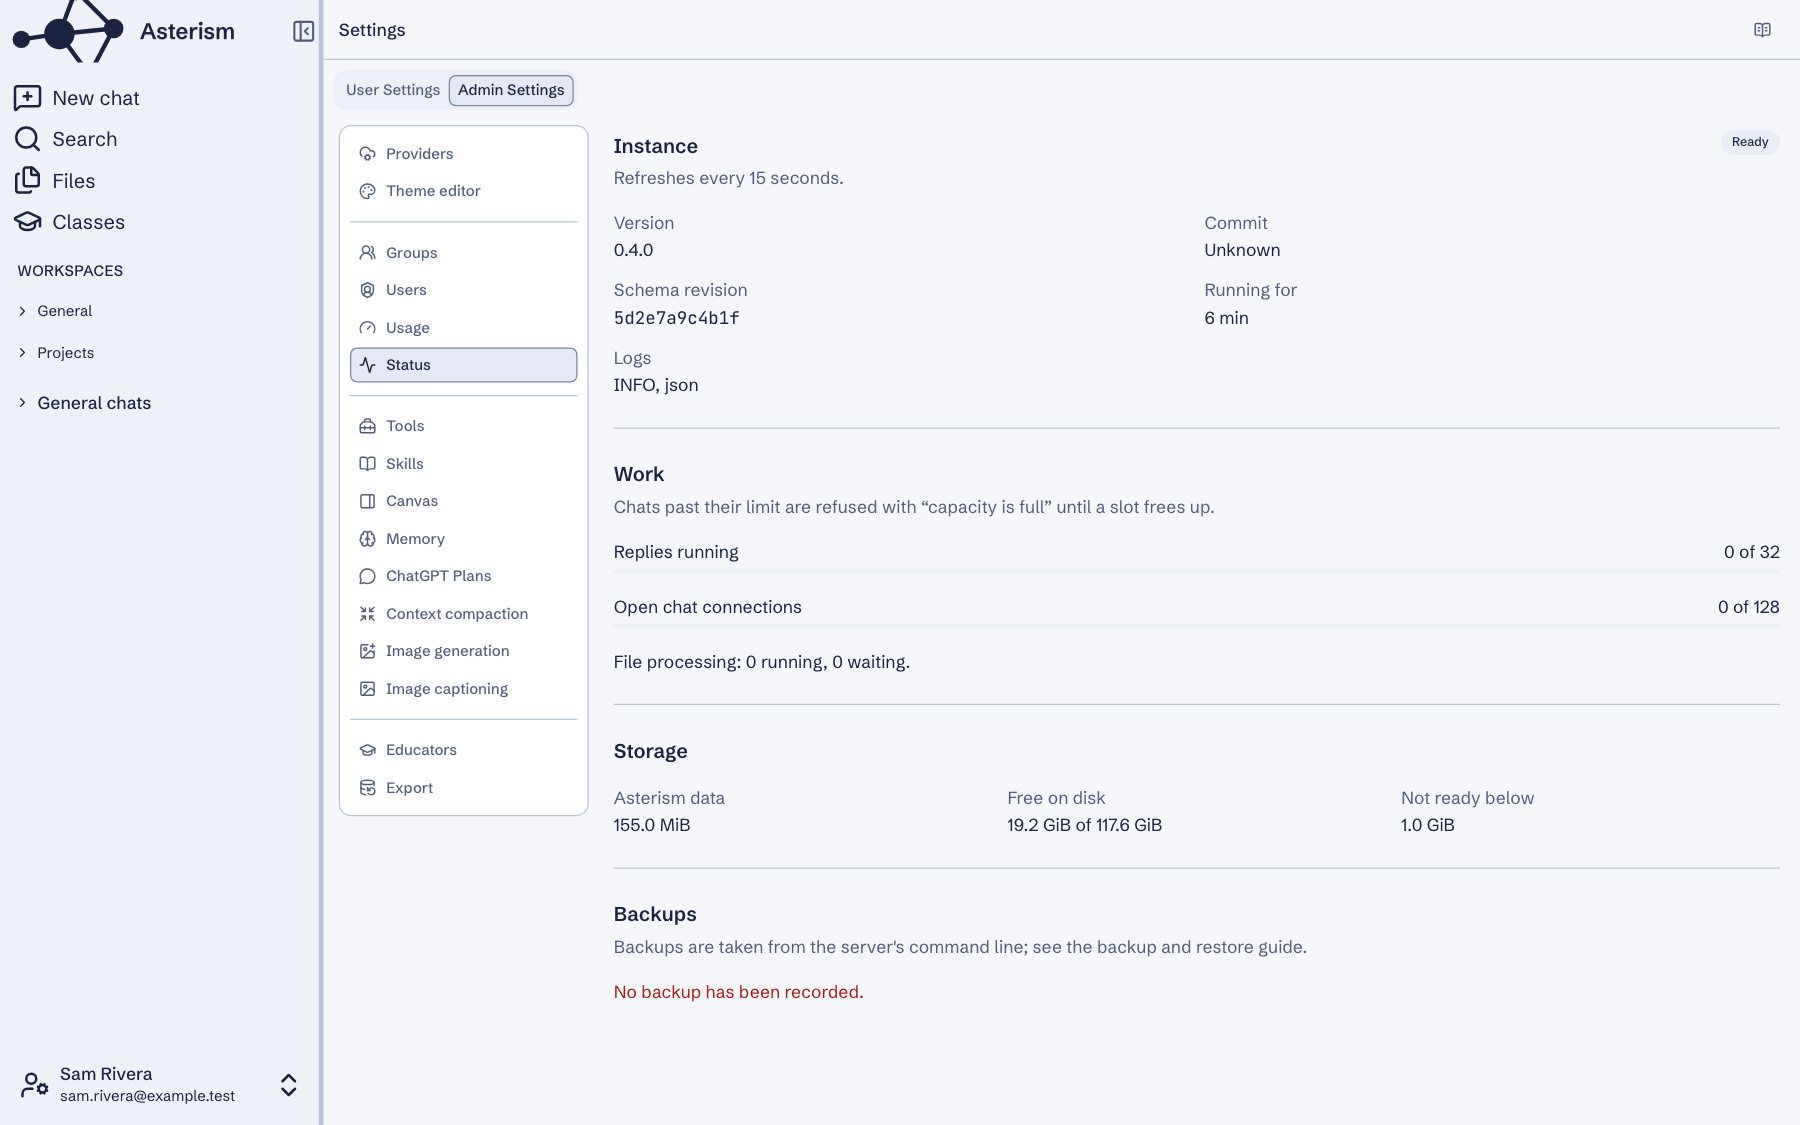 Asterism
New chat
Search
Files
Classes
WORKSPACES
General
Projects
General chats
Sam Rivera
sam.rivera@example.test
Settings
User Settings
Admin Settings
Providers
Theme editor
Groups
Users
Usage
Status
Tools
Skills
Canvas
Memory
ChatGPT Plans
Context compaction
Image generation
Image captioning
Educators
Export
Instance
Ready
Refreshes every 15 seconds.
Version
0.4.0
Commit
Unknown
Schema revision
5d2e7a9c4b1f
Running for
6 min
Logs
INFO, json
Work
Chats past their limit are refused with “capacity is full” until a slot frees up.
Replies running
0 of 32
Open chat connections
0 of 128
File processing: 0 running, 0 waiting.
Storage
Asterism data
155.0 MiB
Free on disk
19.2 GiB of 117.6 GiB
Not ready below
1.0 GiB
Backups
Backups are taken from the server's command line; see the backup and restore guide.
No backup has been recorded.